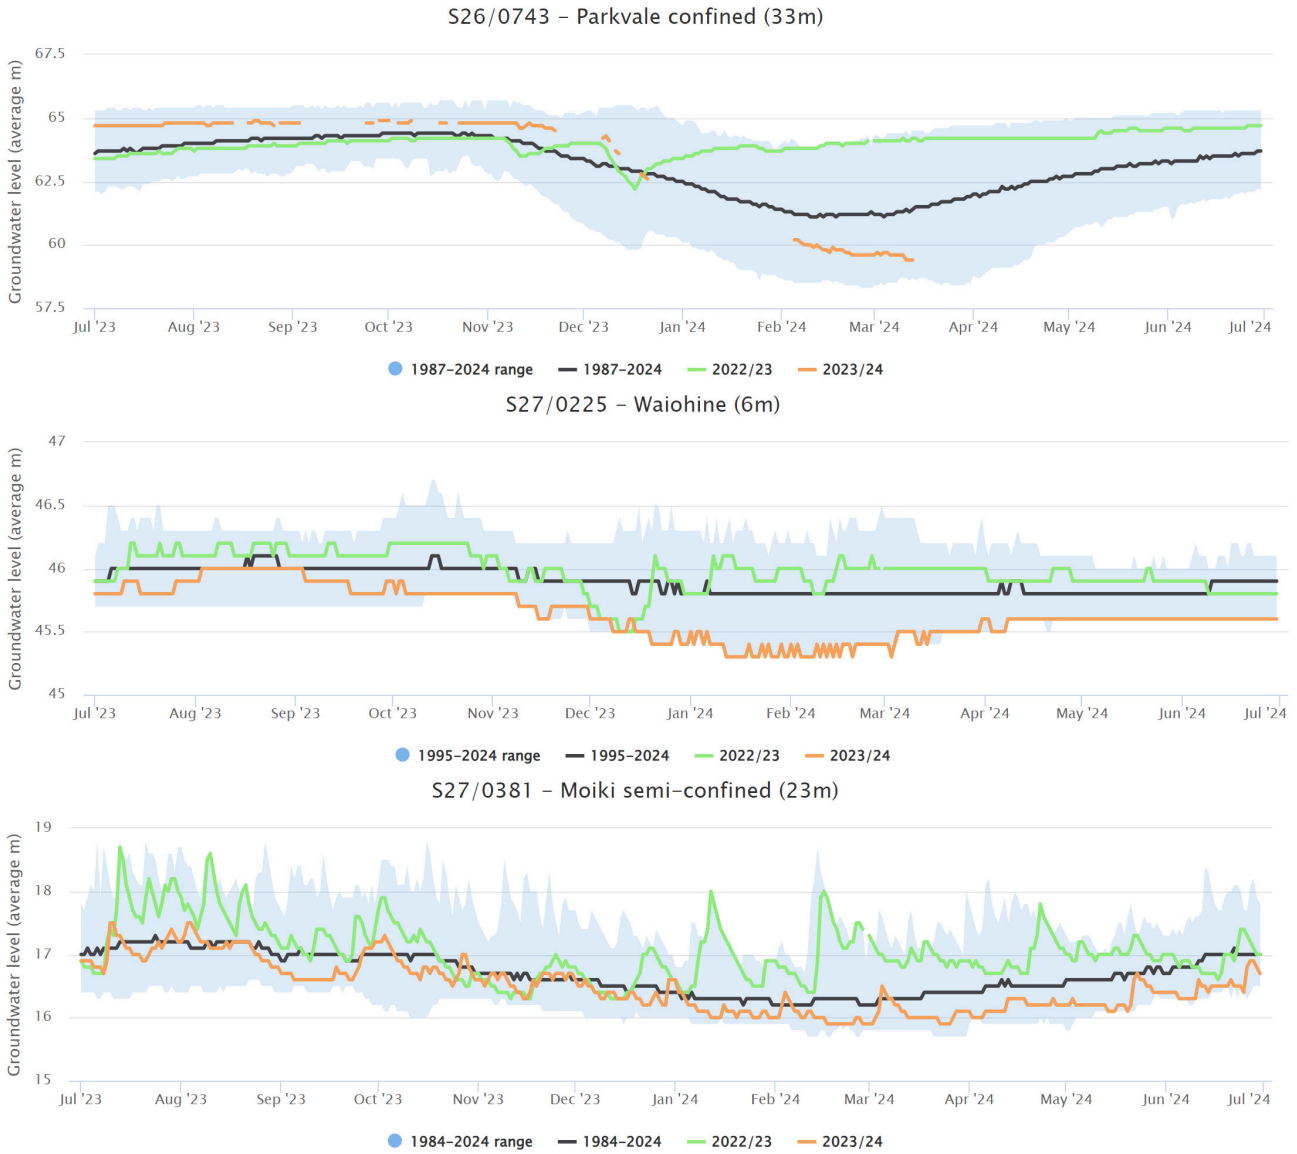 S26/0743 – Parkvale confined (33m)
Groundwater level (average m)
67.5
65
62.5
60
57.5
Jul '23 Aug '23 Sep '23 Oct '23 Nov '23 Dec '23 Jan '24 Feb '24 Mar '24 Apr '24 May '24 Jun '24 Jul '24
1987–2024 range 1987–2024 2022/23 2023/24
S27/0225 – Waiohine (6m)
Groundwater level (average m)
47
46.5
46
45.5
45
Jul '23 Aug '23 Sep '23 Oct '23 Nov '23 Dec '23 Jan '24 Feb '24 Mar '24 Apr '24 May '24 Jun '24 Jul '24
1995–2024 range 1995–2024 2022/23 2023/24
S27/0381 – Moiki semi–confined (23m)
Groundwater level (average m)
19
18
17
16
15
Jul '23 Aug '23 Sep '23 Oct '23 Nov '23 Dec '23 Jan '24 Feb '24 Mar '24 Apr '24 May '24 Jun '24 Jul '24
1984–2024 range 1984–2024 2022/23 2023/24